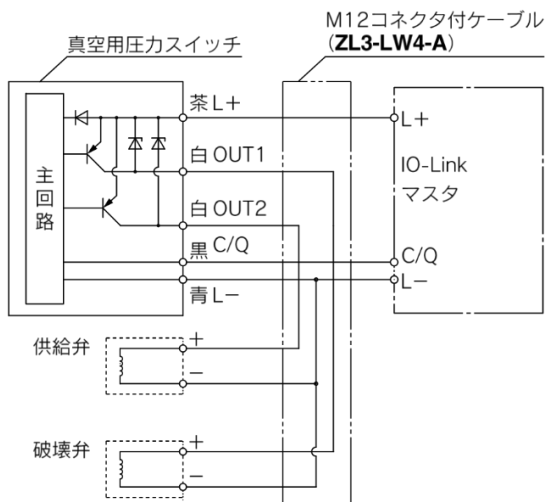 M12コネクタ付ケーブル
(ZL3-LW4-A)
真空用圧力スイッチ
茶 L+
L+
白 OUT1
IO-Link
マスタ
主回路
白 OUT2
黒 C/Q
C/Q
青 L−
L−
供給弁
+
−
破壊弁
+
−